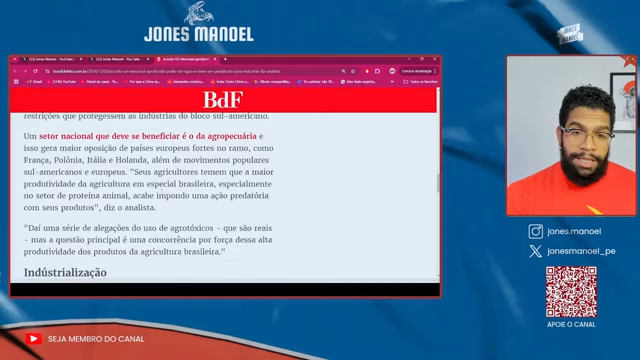 JONES MANOEL
JONES
MANOEL
BdF
restrições que protegessem as indústrias do bloco sul-americano.
Um setor nacional que deve se beneficiar é o da agropecuária e
isso gera maior oposição de países europeus fortes no ramo, como
França, Polônia, Itália e Holanda, além de movimentos populares
sul-americanos e europeus. "Seus agricultores temem que a maior
produtividade da agricultura em especial brasileira, especialmente
no setor de proteína animal, acabe impondo uma ação predatória
com seus produtos", diz o analista.
"Daí uma série de alegações do uso de agrotóxicos - que são reais
- mas a questão principal é uma concorrência por força dessa alta
produtividade dos produtos da agricultura brasileira."
Indústrialização
jones.manoel
jonesmanoel_pe
APOIE O CANAL
SEJA MEMBRO DO CANAL